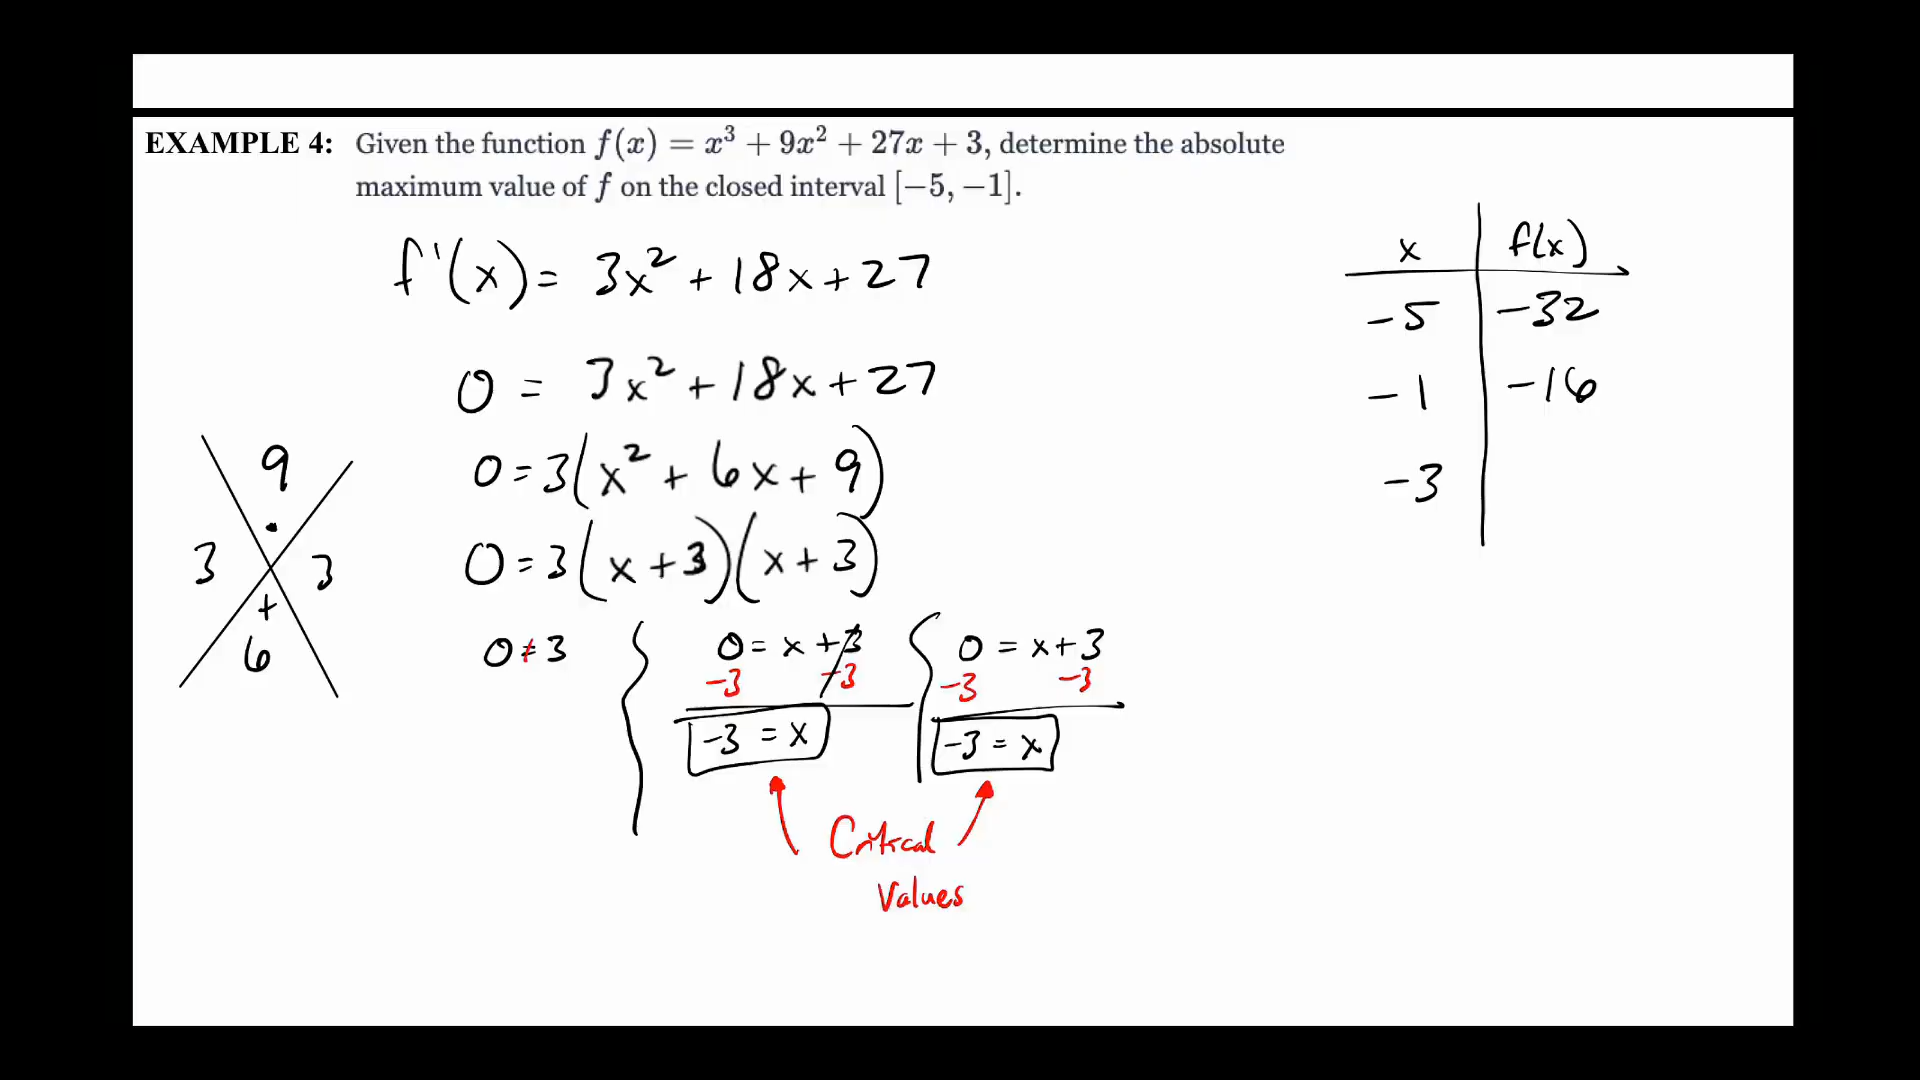 EXAMPLE 4: Given the function f(x) = x³ + 9x² + 27x + 3, determine the absolute
maximum value of f on the closed interval [−5, −1].
f'(x) = 3x² + 18x + 27
0 = 3x² + 18x + 27
0 = 3(x² + 6x + 9)
0 = 3(x + 3)(x + 3)
9
·
3 3
+
6
0 ≠ 3
0 = x + 3
-3 -3
-3 = x
0 = x + 3
-3 -3
-3 = x
Critical
Values
x f(x)
-5 -32
-1 -16
-3